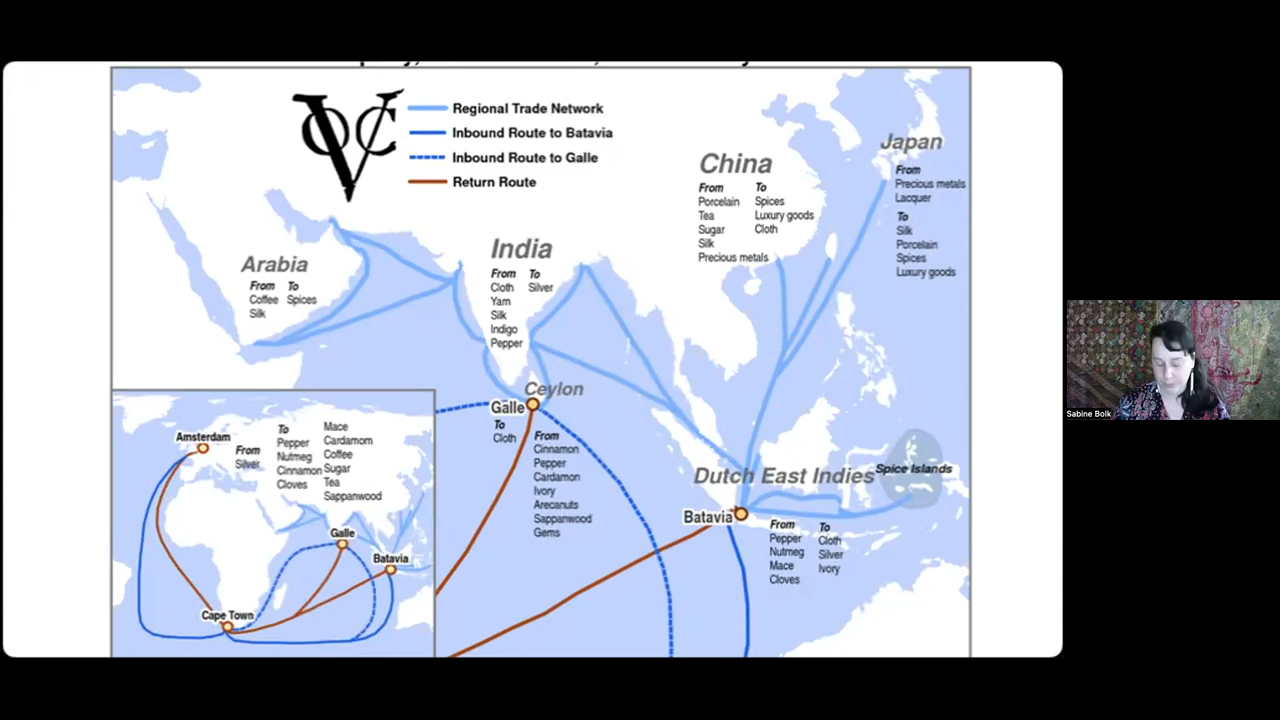 VOC
Regional Trade Network
Inbound Route to Batavia
Inbound Route to Galle
Return Route
Japan
From
Precious metals
Lacquer
To
Silk
Porcelain
Spices
Luxury goods
China
From To
Porcelain Spices
Tea Luxury goods
Sugar Cloth
Silk
Precious metals
India
From To
Cloth Silver
Yarn
Silk
Indigo
Pepper
Arabia
From To
Coffee Spices
Silk
Ceylon
Galle
To
Cloth
From
Cinnamon
Pepper
Cardamon
Ivory
Arecanuts
Sappanwood
Gems
Dutch East Indies
Spice Islands
Batavia
From To
Pepper Cloth
Nutmeg Silver
Mace Ivory
Cloves
Amsterdam
From
Silver
To
Pepper
Nutmeg
Cinnamon
Cloves
Mace
Cardamom
Coffee
Sugar
Tea
Sappanwood
Galle
Batavia
Cape Town
Sabine Bolk